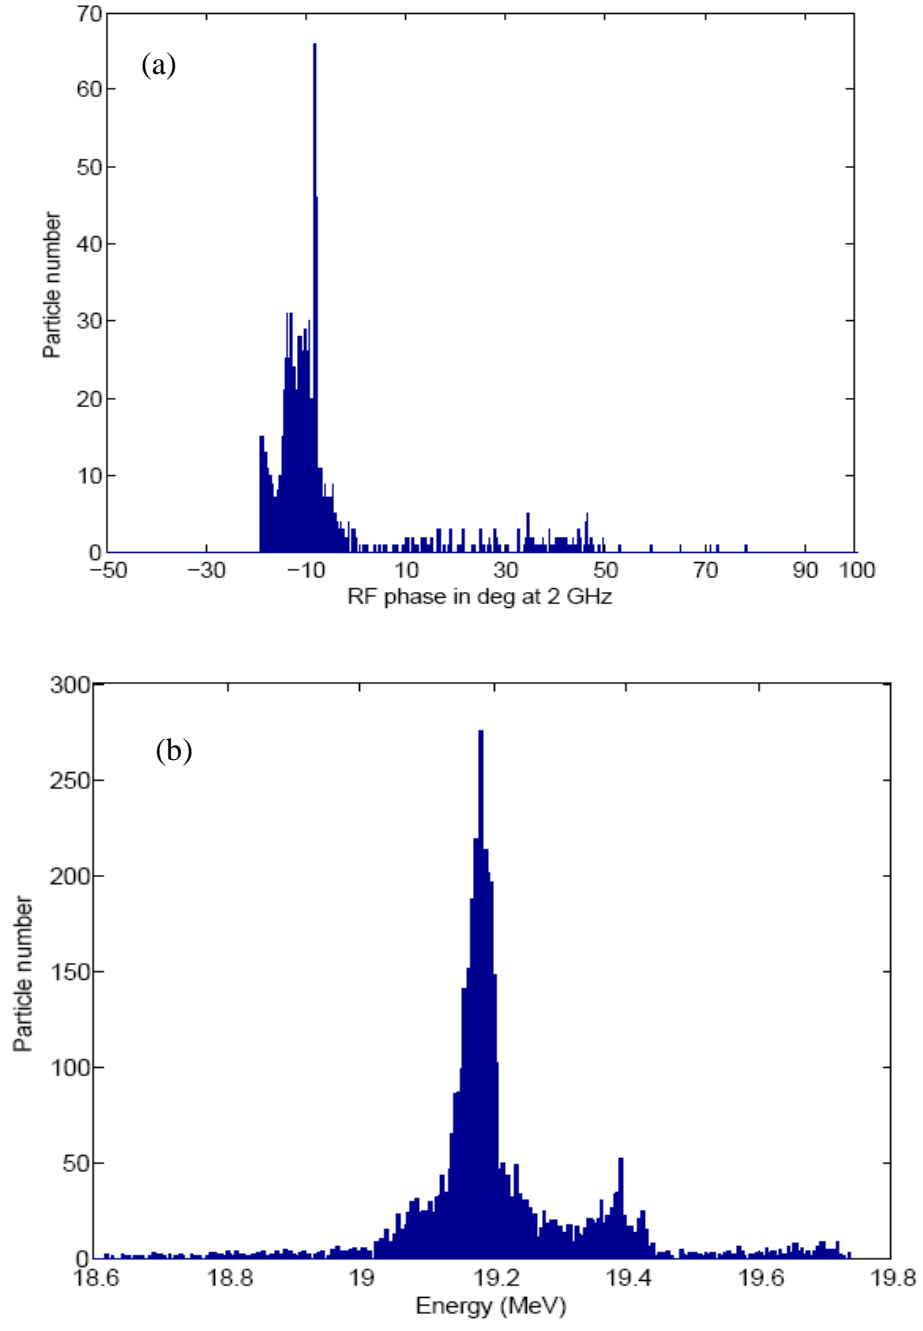 70
(a)
60
50
40
30
20
10
0
−50 −30 −10 10 30 50 70 90 100
Particle number
RF phase in deg at 2 GHz
300
(b)
250
200
150
100
50
0
18.6 18.8 19 19.2 19.4 19.6 19.8
Particle number
Energy (MeV)